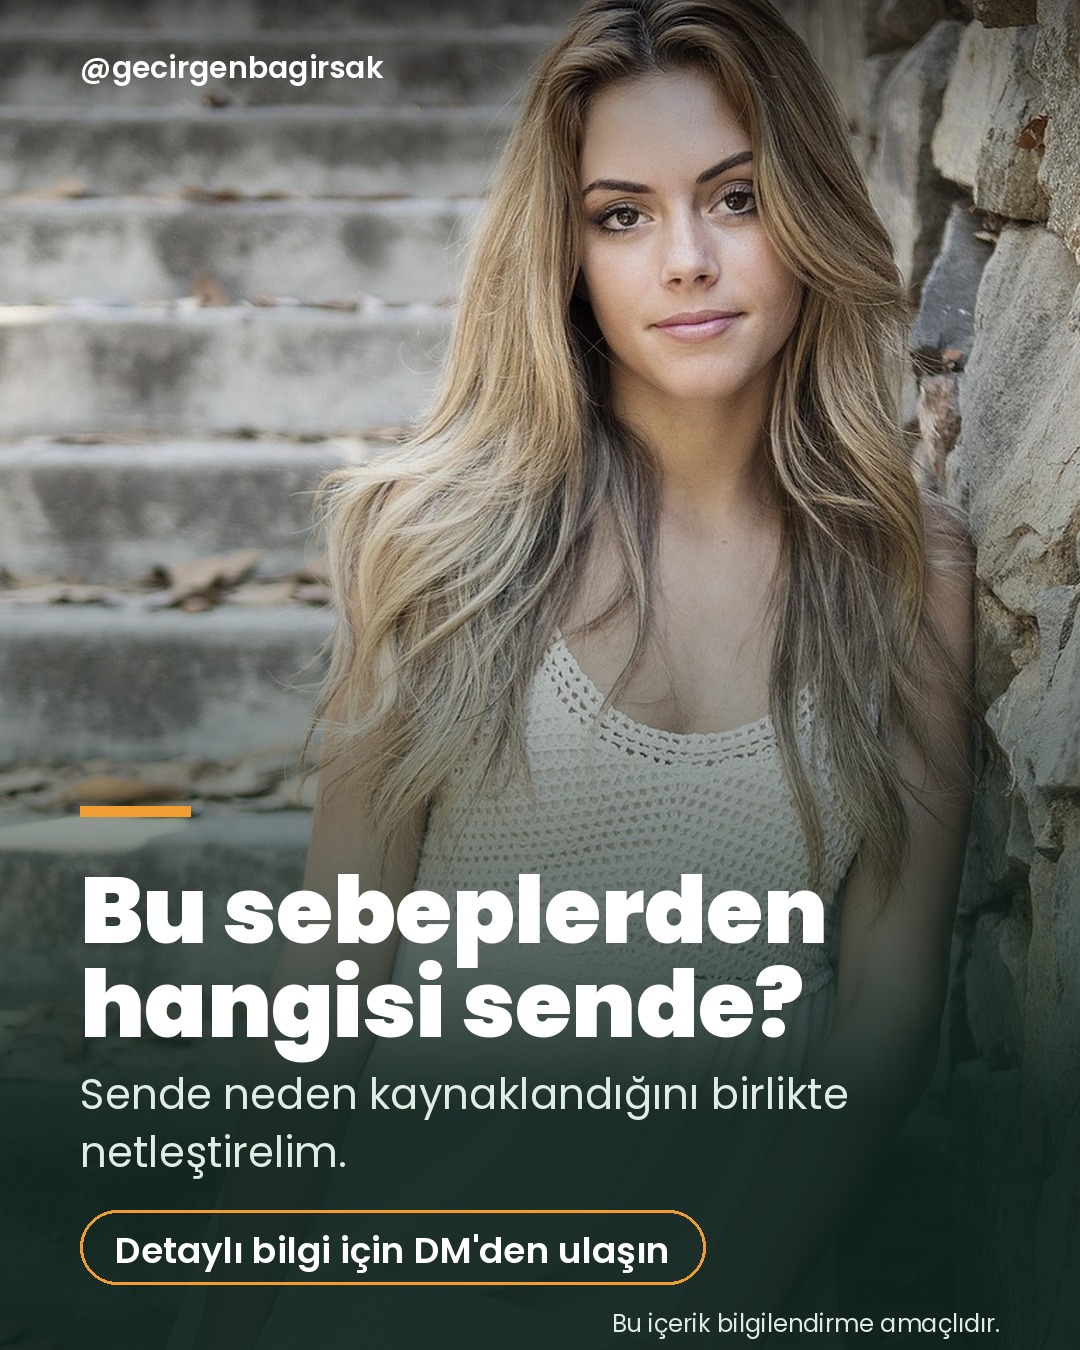 @gecirgenbagirsak
Bu sebeplerden
hangisi sende?
Sende neden kaynaklandığını birlikte
netleştirelim.
Detaylı bilgi için DM'den ulaşın
Bu içerik bilgilendirme amaçlıdır.